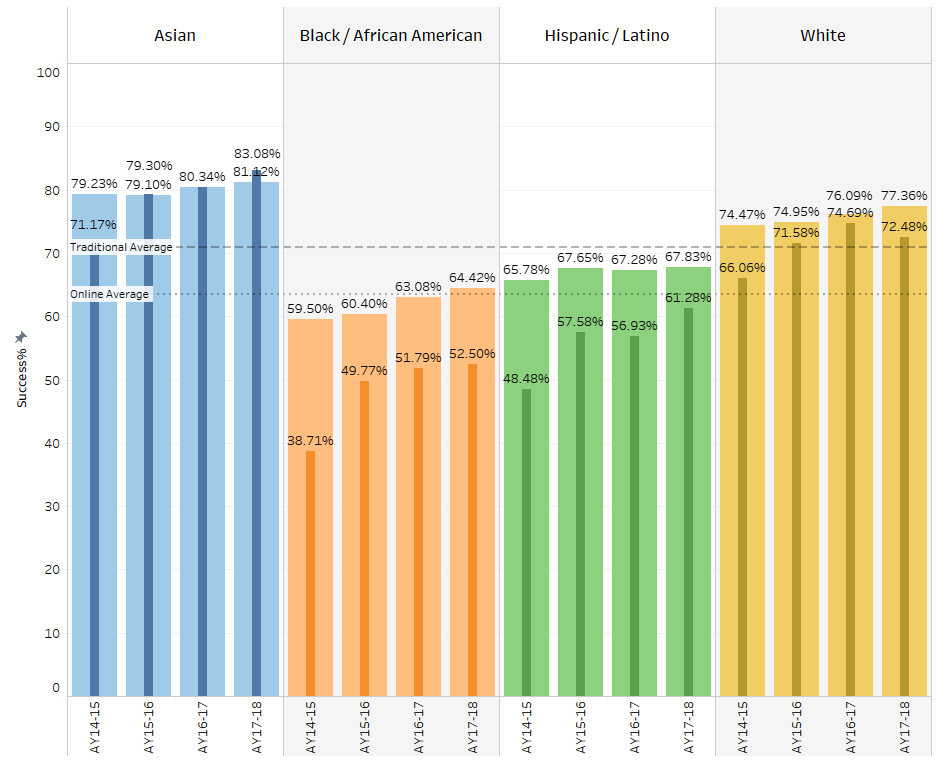 Asian
Black / African American
Hispanic / Latino
White
100
90
80
70
60
50
40
30
20
10
0
Success%
79.23%
71.17%
79.30%
79.10%
80.34%
83.08%
81.12%
Traditional Average
Online Average
59.50%
38.71%
60.40%
49.77%
63.08%
51.79%
64.42%
52.50%
65.78%
48.48%
67.65%
57.58%
67.28%
56.93%
67.83%
61.28%
74.47%
66.06%
74.95%
71.58%
76.09%
74.69%
77.36%
72.48%
AY14-15
AY15-16
AY16-17
AY17-18
AY14-15
AY15-16
AY16-17
AY17-18
AY14-15
AY15-16
AY16-17
AY17-18
AY14-15
AY15-16
AY16-17
AY17-18